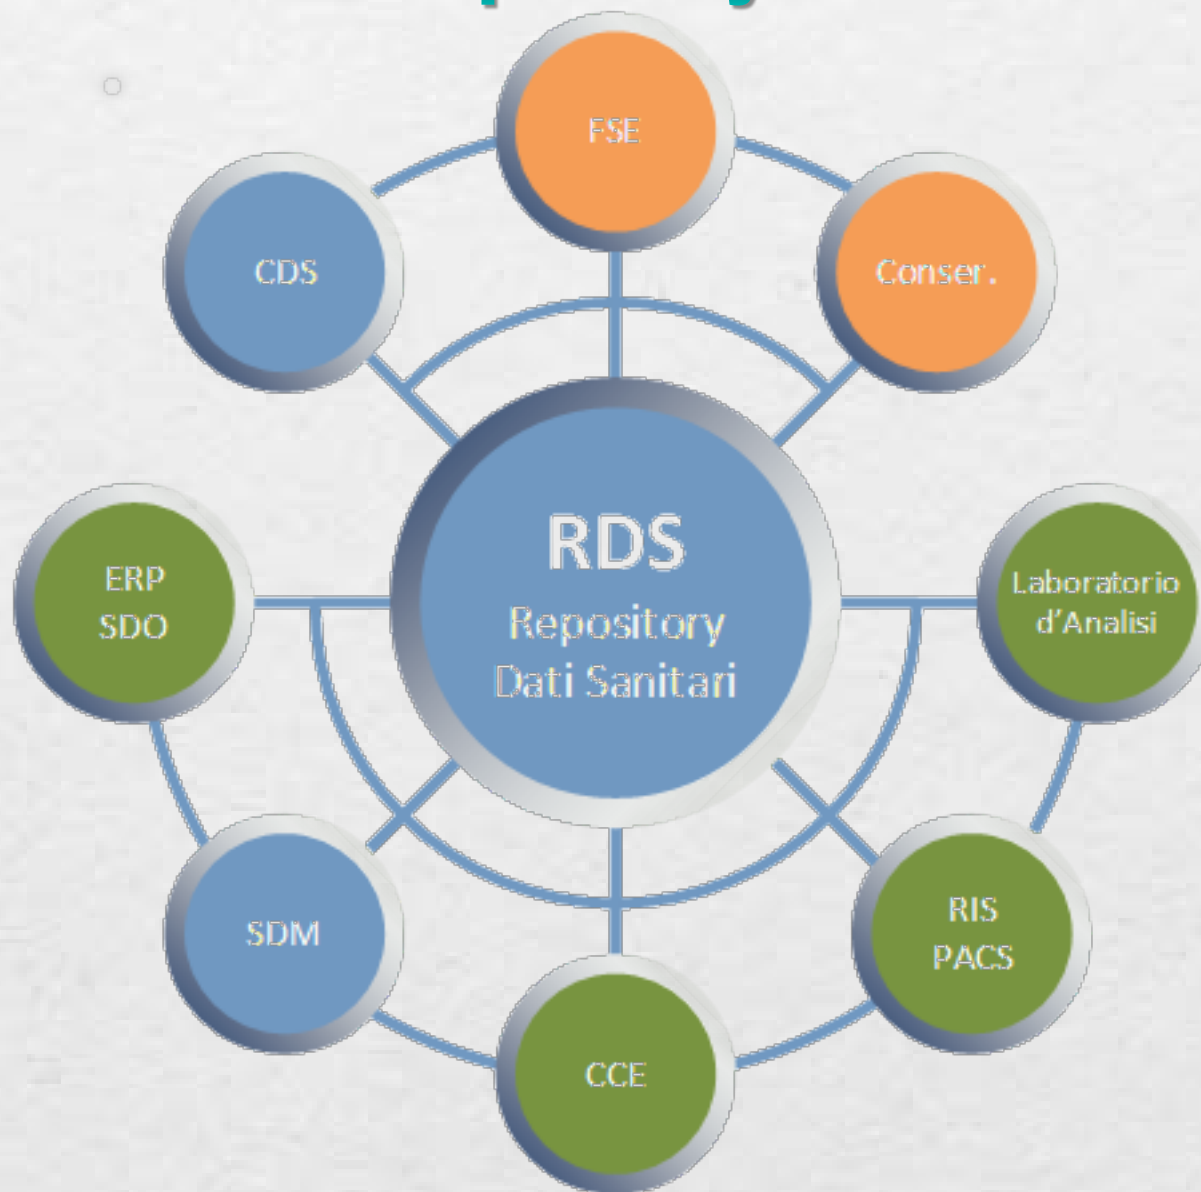 FSE
CDS
Conser.
RDS
Repository
Dati Sanitari
ERP
SDO
Laboratorio
d'Analisi
SDM
RIS
PACS
CCE